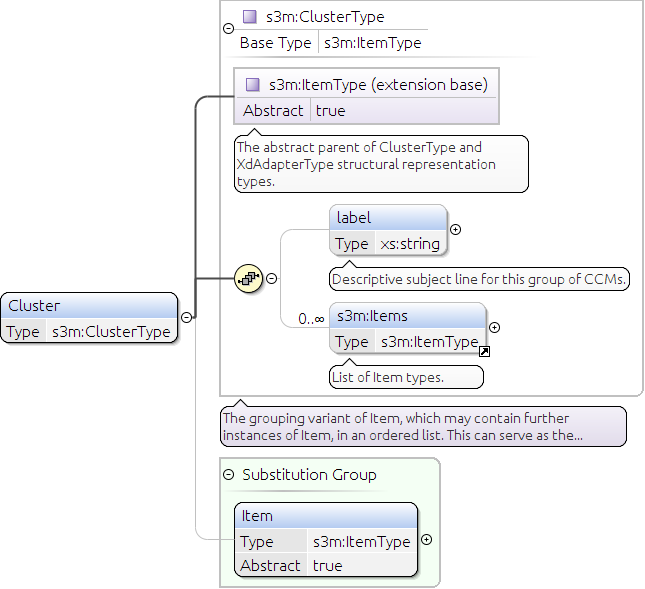 s3m:ClusterType
Base Type s3m:ItemType
s3m:ItemType (extension base)
Abstract true
The abstract parent of ClusterType and
XdAdapterType structural representation
types.
label
Type xs:string
Descriptive subject line for this group of CCMs.
Cluster
Type s3m:ClusterType
0..∞
s3m:Items
Type s3m:ItemType
List of Item types.
The grouping variant of Item, which may contain further
instances of Item, in an ordered list. This can serve as the...
Substitution Group
Item
Type s3m:ItemType
Abstract true